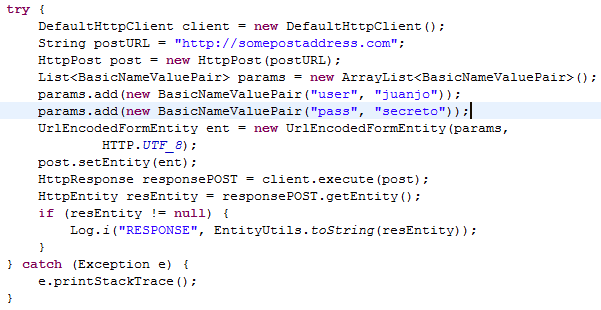 try {
    DefaultHttpClient client = new DefaultHttpClient();
    String postURL = "http://somepostaddress.com";
    HttpPost post = new HttpPost(postURL);
    List<BasicNameValuePair> params = new ArrayList<BasicNameValuePair>();
    params.add(new BasicNameValuePair("user", "juanjo"));
    params.add(new BasicNameValuePair("pass", "secreto"));
    UrlEncodedFormEntity ent = new UrlEncodedFormEntity(params,
            HTTP.UTF_8);
    post.setEntity(ent);
    HttpResponse responsePOST = client.execute(post);
    HttpEntity resEntity = responsePOST.getEntity();
    if (resEntity != null) {
        Log.i("RESPONSE", EntityUtils.toString(resEntity));
    }
} catch (Exception e) {
    e.printStackTrace();
}